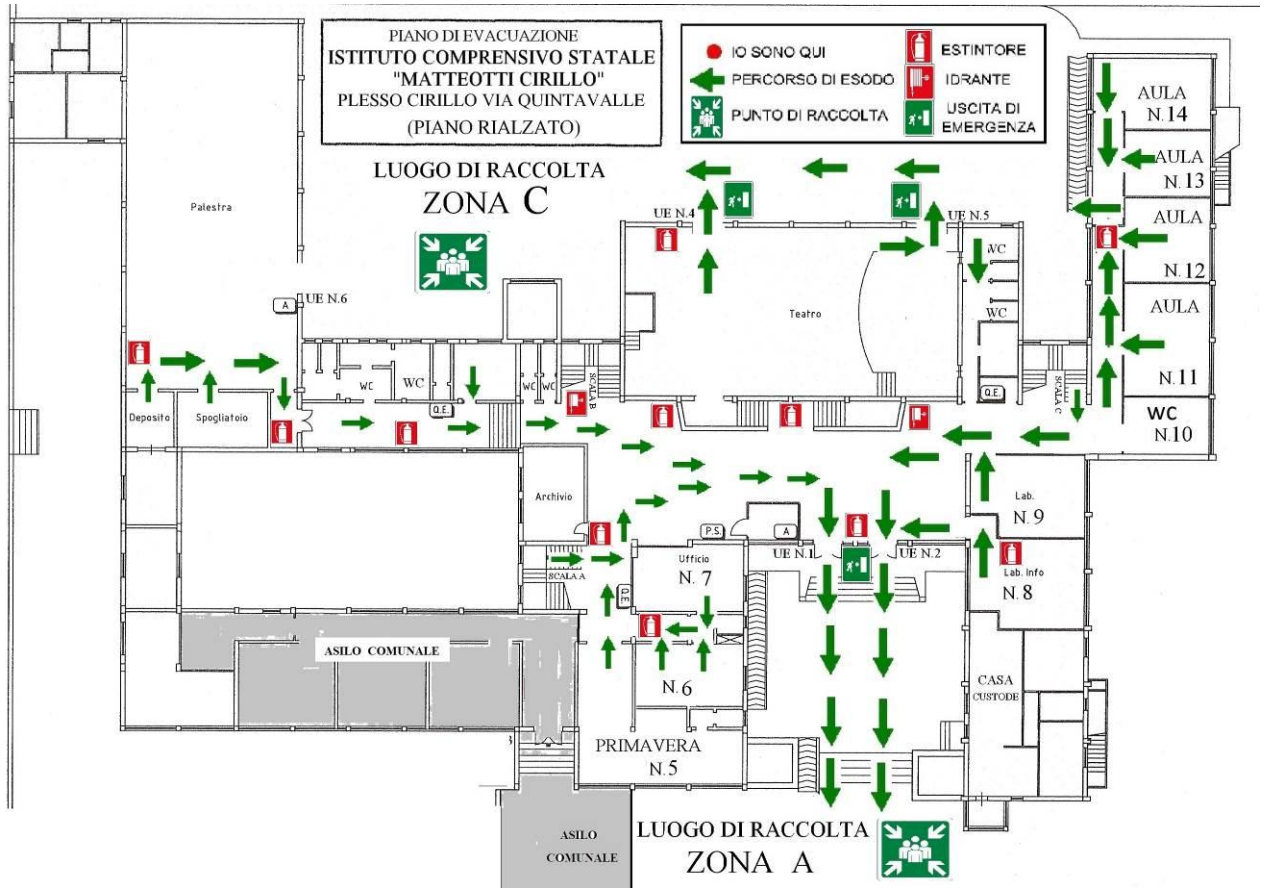 PIANO DI EVACUAZIONE
ISTITUTO COMPRENSIVO STATALE
"MATTEOTTI CIRILLO"
PLESSO CIRILLO VIA QUINTAVALLE
(PIANO RIALZATO)
IO SONO QUI
PERCORSO DI ESODO
PUNTO DI RACCOLTA
ESTINTORE
IDRANTE
USCITA DI
EMERGENZA
LUOGO DI RACCOLTA
ZONA C
AULA
N.14
AULA
N.13
AULA
N.12
AULA
N.11
WC
N.10
Palestra
A
UE N.6
UE N.4
UE N.5
Teatro
WC
WC
Q.E.
SCALA C
Deposito
Spogliatoio
WC
WC
Q.E.
WC
WC
SCALA B
Archivio
SCALA A
Q.E.
P.S.
A
Ufficio
N. 7
UE N.1
UE N.2
Lab.
N. 9
Lab. Info
N. 8
CASA
CUSTODE
ASILO COMUNALE
N. 6
PRIMAVERA
N. 5
ASILO
COMUNALE
LUOGO DI RACCOLTA
ZONA A